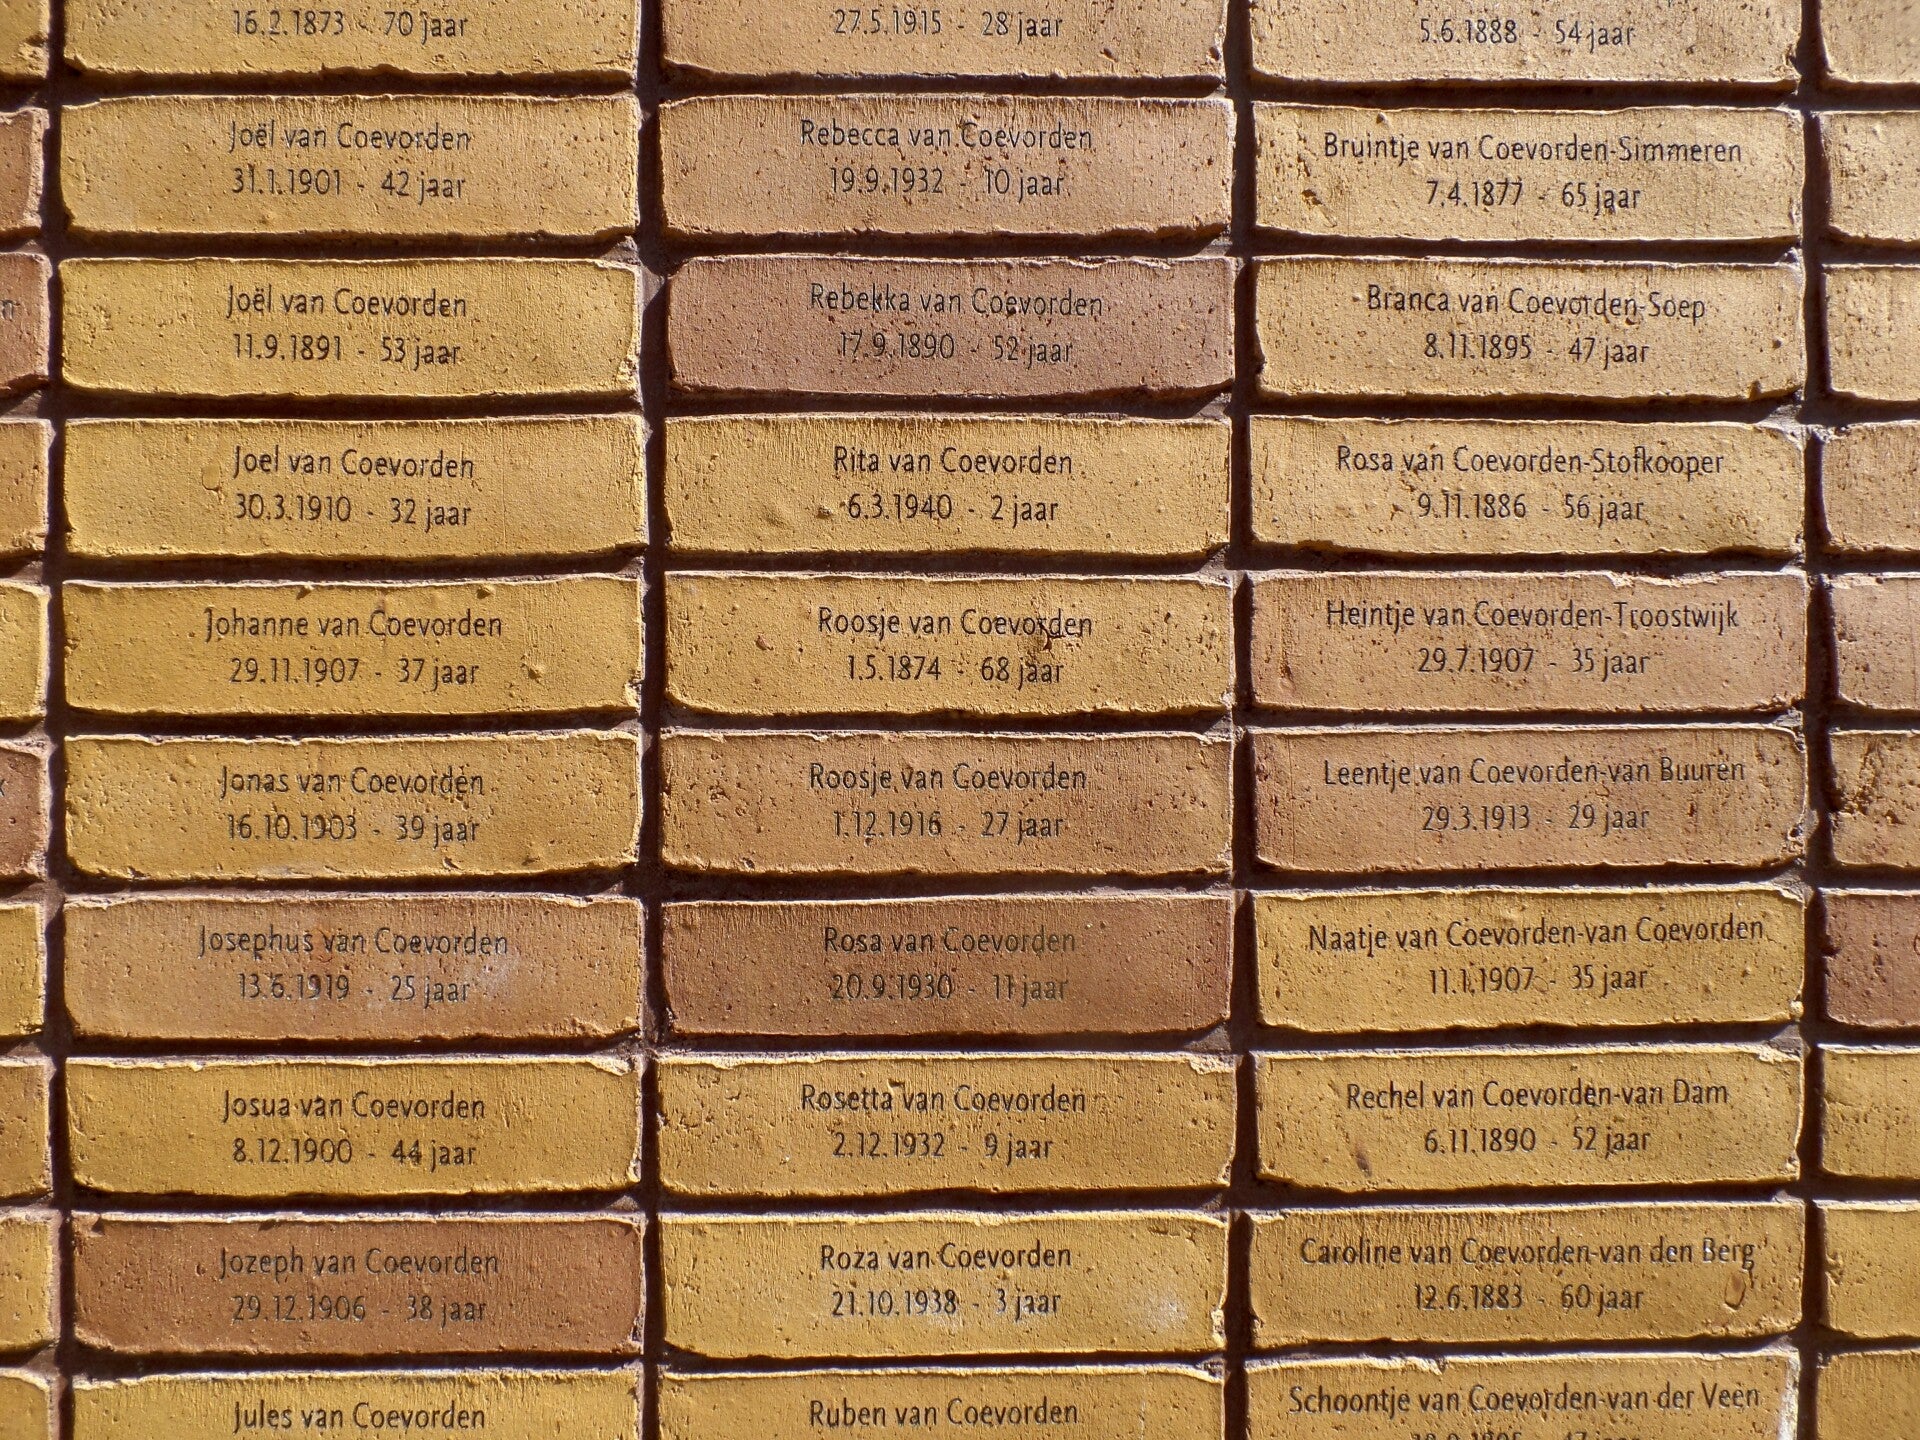 16.2.1873 - 70 jaar
Joël van Coevorden
31.1.1901 - 42 jaar
Joël van Coevorden
11.9.1891 - 53 jaar
Joel van Coevorden
30.3.1910 - 32 jaar
Johanne van Coevorden
29.11.1907 - 37 jaar
Jonas van Coevorden
16.10.1903 - 39 jaar
Josephus van Coevorden
13.6.1919 - 25 jaar
Josua van Coevorden
8.12.1900 - 44 jaar
Jozeph van Coevorden
29.12.1906 - 38 jaar
Jules van Coevorden
27.5.1915 - 28 jaar
Rebecca van Coevorden
19.9.1932 - 10 jaar
Rebekka van Coevorden
17.9.1890 - 52 jaar
Rita van Coevorden
6.3.1940 - 2 jaar
Roosje van Coevorden
1.5.1874 - 68 jaar
Roosje van Coevorden
1.12.1916 - 27 jaar
Rosa van Coevorden
20.9.1930 - 11 jaar
Rosetta van Coevorden
2.12.1932 - 9 jaar
Roza van Coevorden
21.10.1938 - 3 jaar
Ruben van Coevorden
5.6.1888 - 54 jaar
Bruintje van Coevorden-Simmeren
7.4.1877 - 65 jaar
Branca van Coevorden-Soep
8.11.1895 - 47 jaar
Rosa van Coevorden-Stofkooper
9.11.1886 - 56 jaar
Heintje van Coevorden-Troostwijk
29.7.1907 - 35 jaar
Leentje van Coevorden-van Buuren
29.3.1913 - 29 jaar
Naatje van Coevorden-van Coevorden
11.1.1907 - 35 jaar
Rechel van Coevorden-van Dam
6.11.1890 - 52 jaar
Caroline van Coevorden-van den Berg
12.6.1883 - 60 jaar
Schoontje van Coevorden-van der Veen